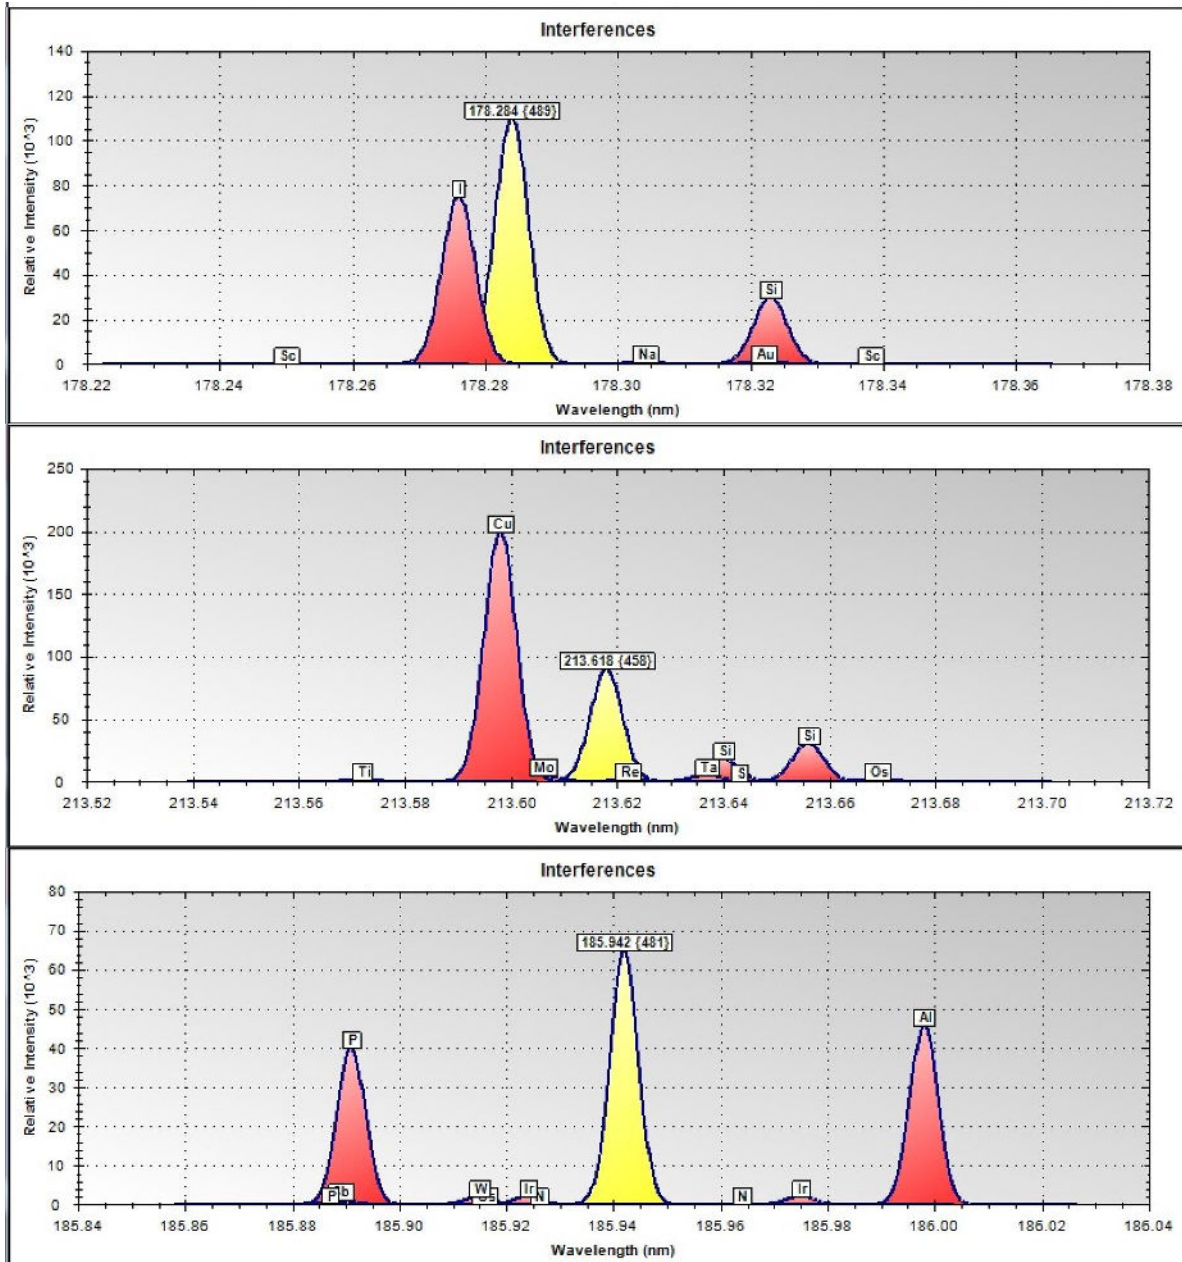 Interferences
140
120
100
80
60
40
20
0
Relative Intensity (10^3)
178.284 {489}
I
Si
Sc
Na
Au
Sc
178.22 178.24 178.26 178.28 178.30 178.32 178.34 178.36 178.38
Wavelength (nm)
Interferences
250
200
150
100
50
0
Relative Intensity (10^3)
Cu
213.618 {458}
Si
Si
Ti
Mo
Re
Ta
S
Os
213.52 213.54 213.56 213.58 213.60 213.62 213.64 213.66 213.68 213.70 213.72
Wavelength (nm)
Interferences
80
70
60
50
40
30
20
10
0
Relative Intensity (10^3)
185.942 {481}
P
Al
P
W
Ir
N
N
Ir
185.84 185.86 185.88 185.90 185.92 185.94 185.96 185.98 186.00 186.02 186.04
Wavelength (nm)